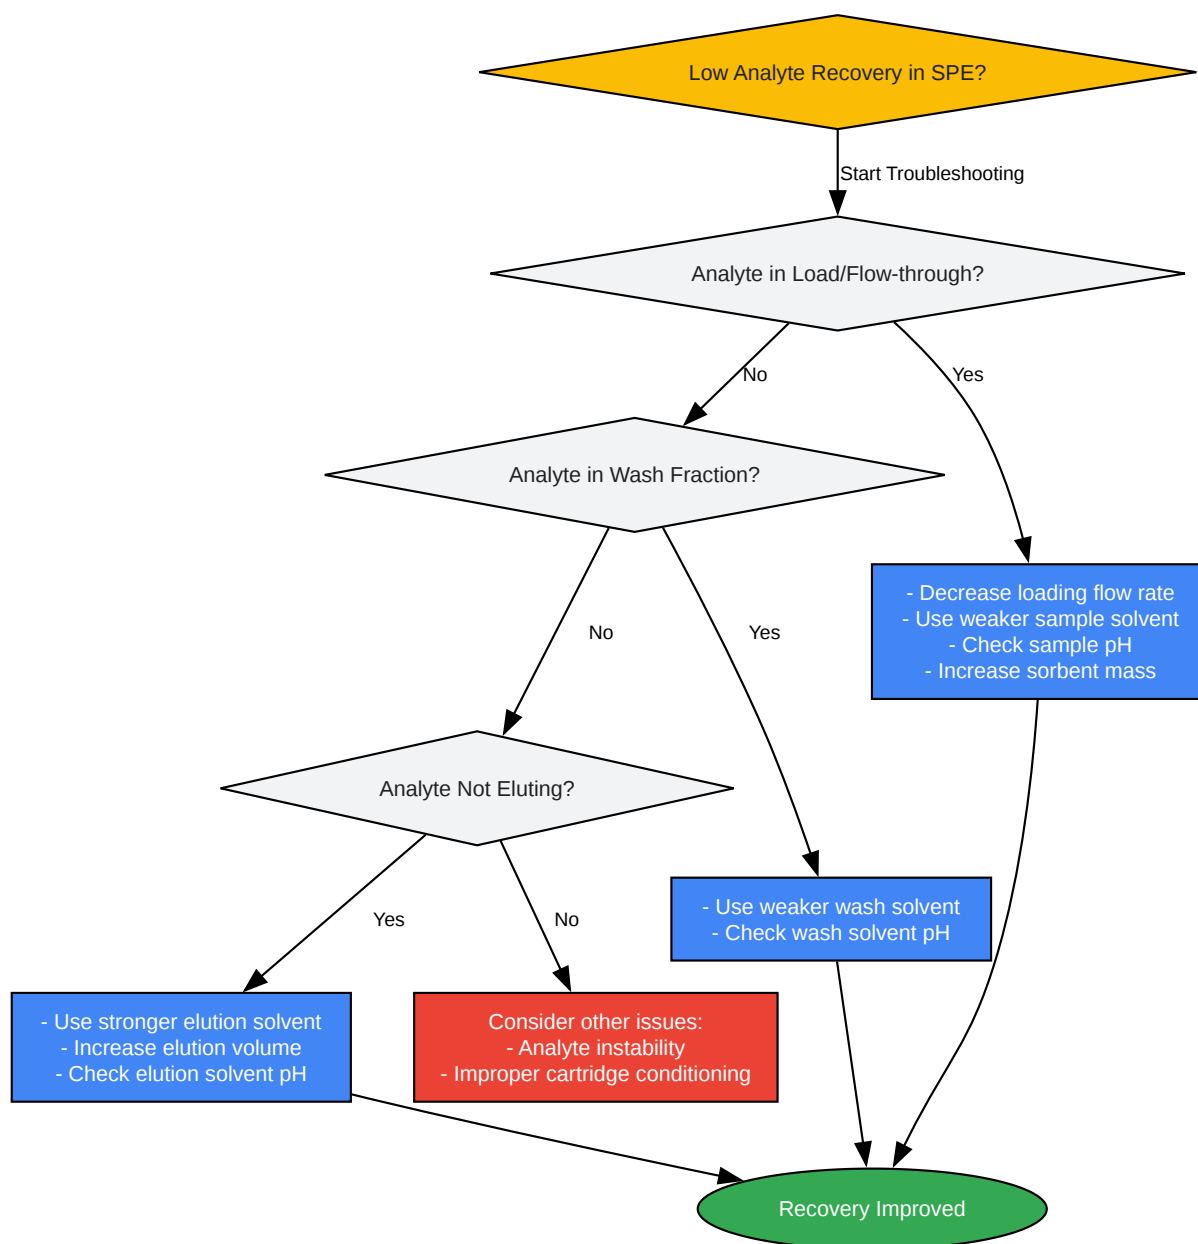 Low Analyte Recovery in SPE?
Start Troubleshooting
Analyte in Load/Flow-through?
No
Yes
Analyte in Wash Fraction?
- Decrease loading flow rate
- Use weaker sample solvent
- Check sample pH
- Increase sorbent mass
No
Yes
Analyte Not Eluting?
- Use weaker wash solvent
- Check wash solvent pH
Yes
No
- Use stronger elution solvent
- Increase elution volume
- Check elution solvent pH
Consider other issues:
- Analyte instability
- Improper cartridge conditioning
Recovery Improved